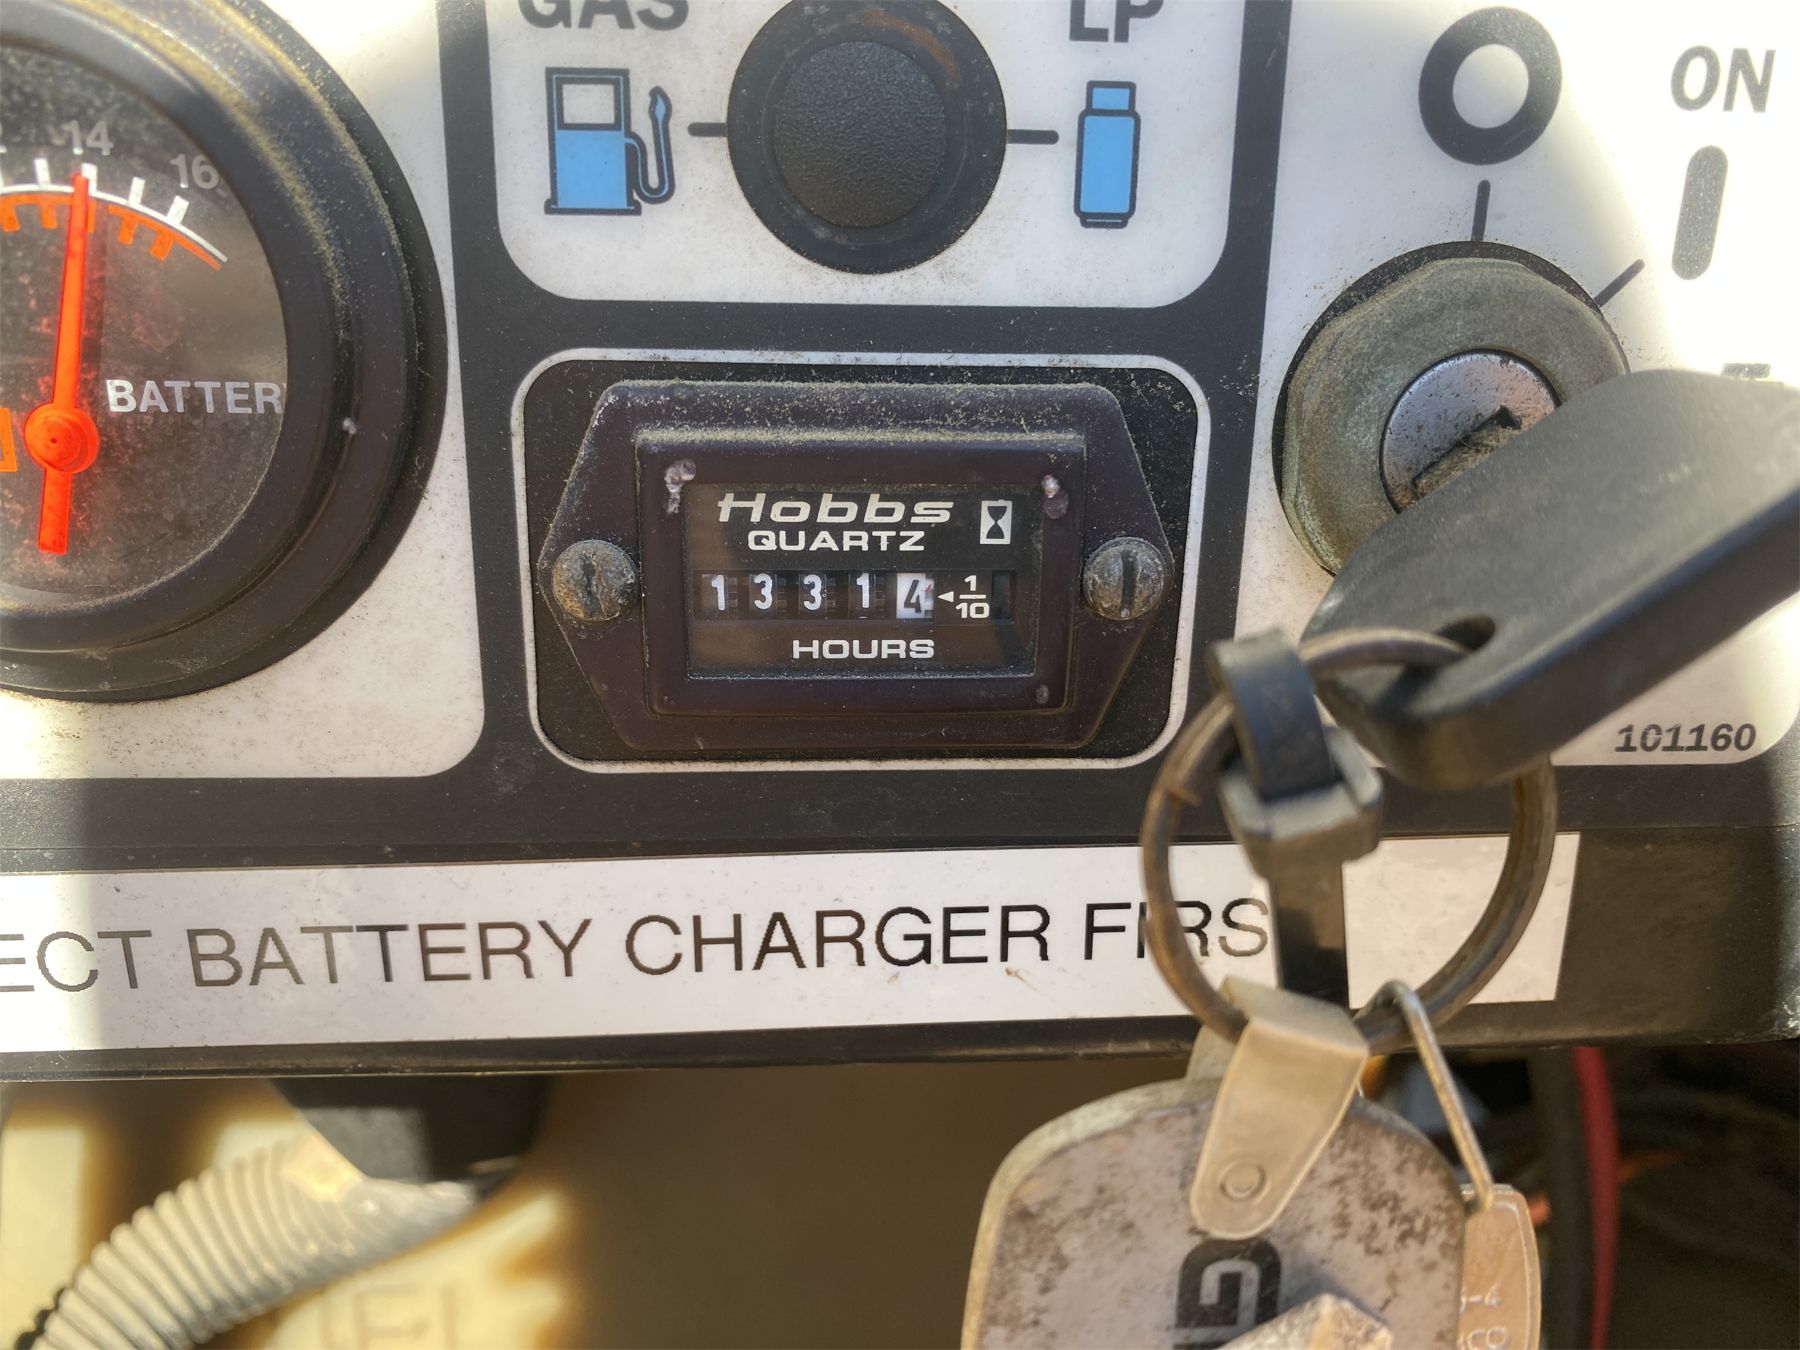 GAS
LP
ON
14
16
BATTERY
Hobbs
QUARTZ
1 3 3 1 4 ◄ 1/10
HOURS
101160
ECT BATTERY CHARGER FIRS